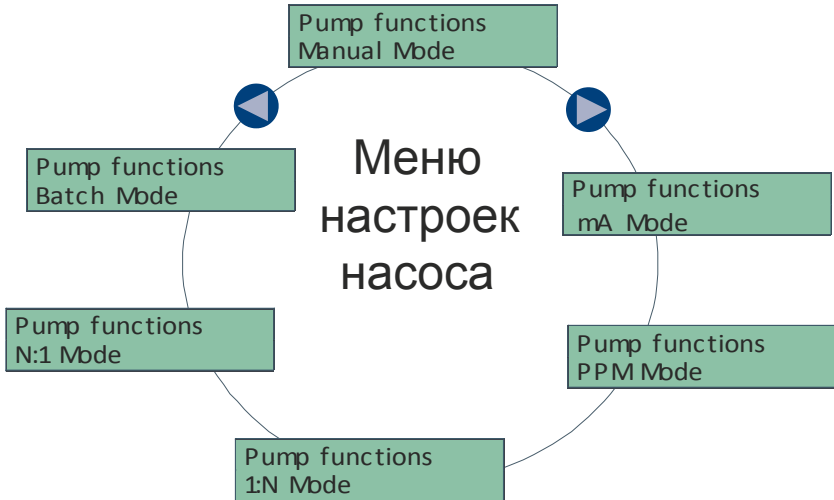 Pump functions
Manual Mode
Pump functions
Batch Mode
Меню
настроек
насоса
Pump functions
mA Mode
Pump functions
N:1 Mode
Pump functions
PPM Mode
Pump functions
1:N Mode